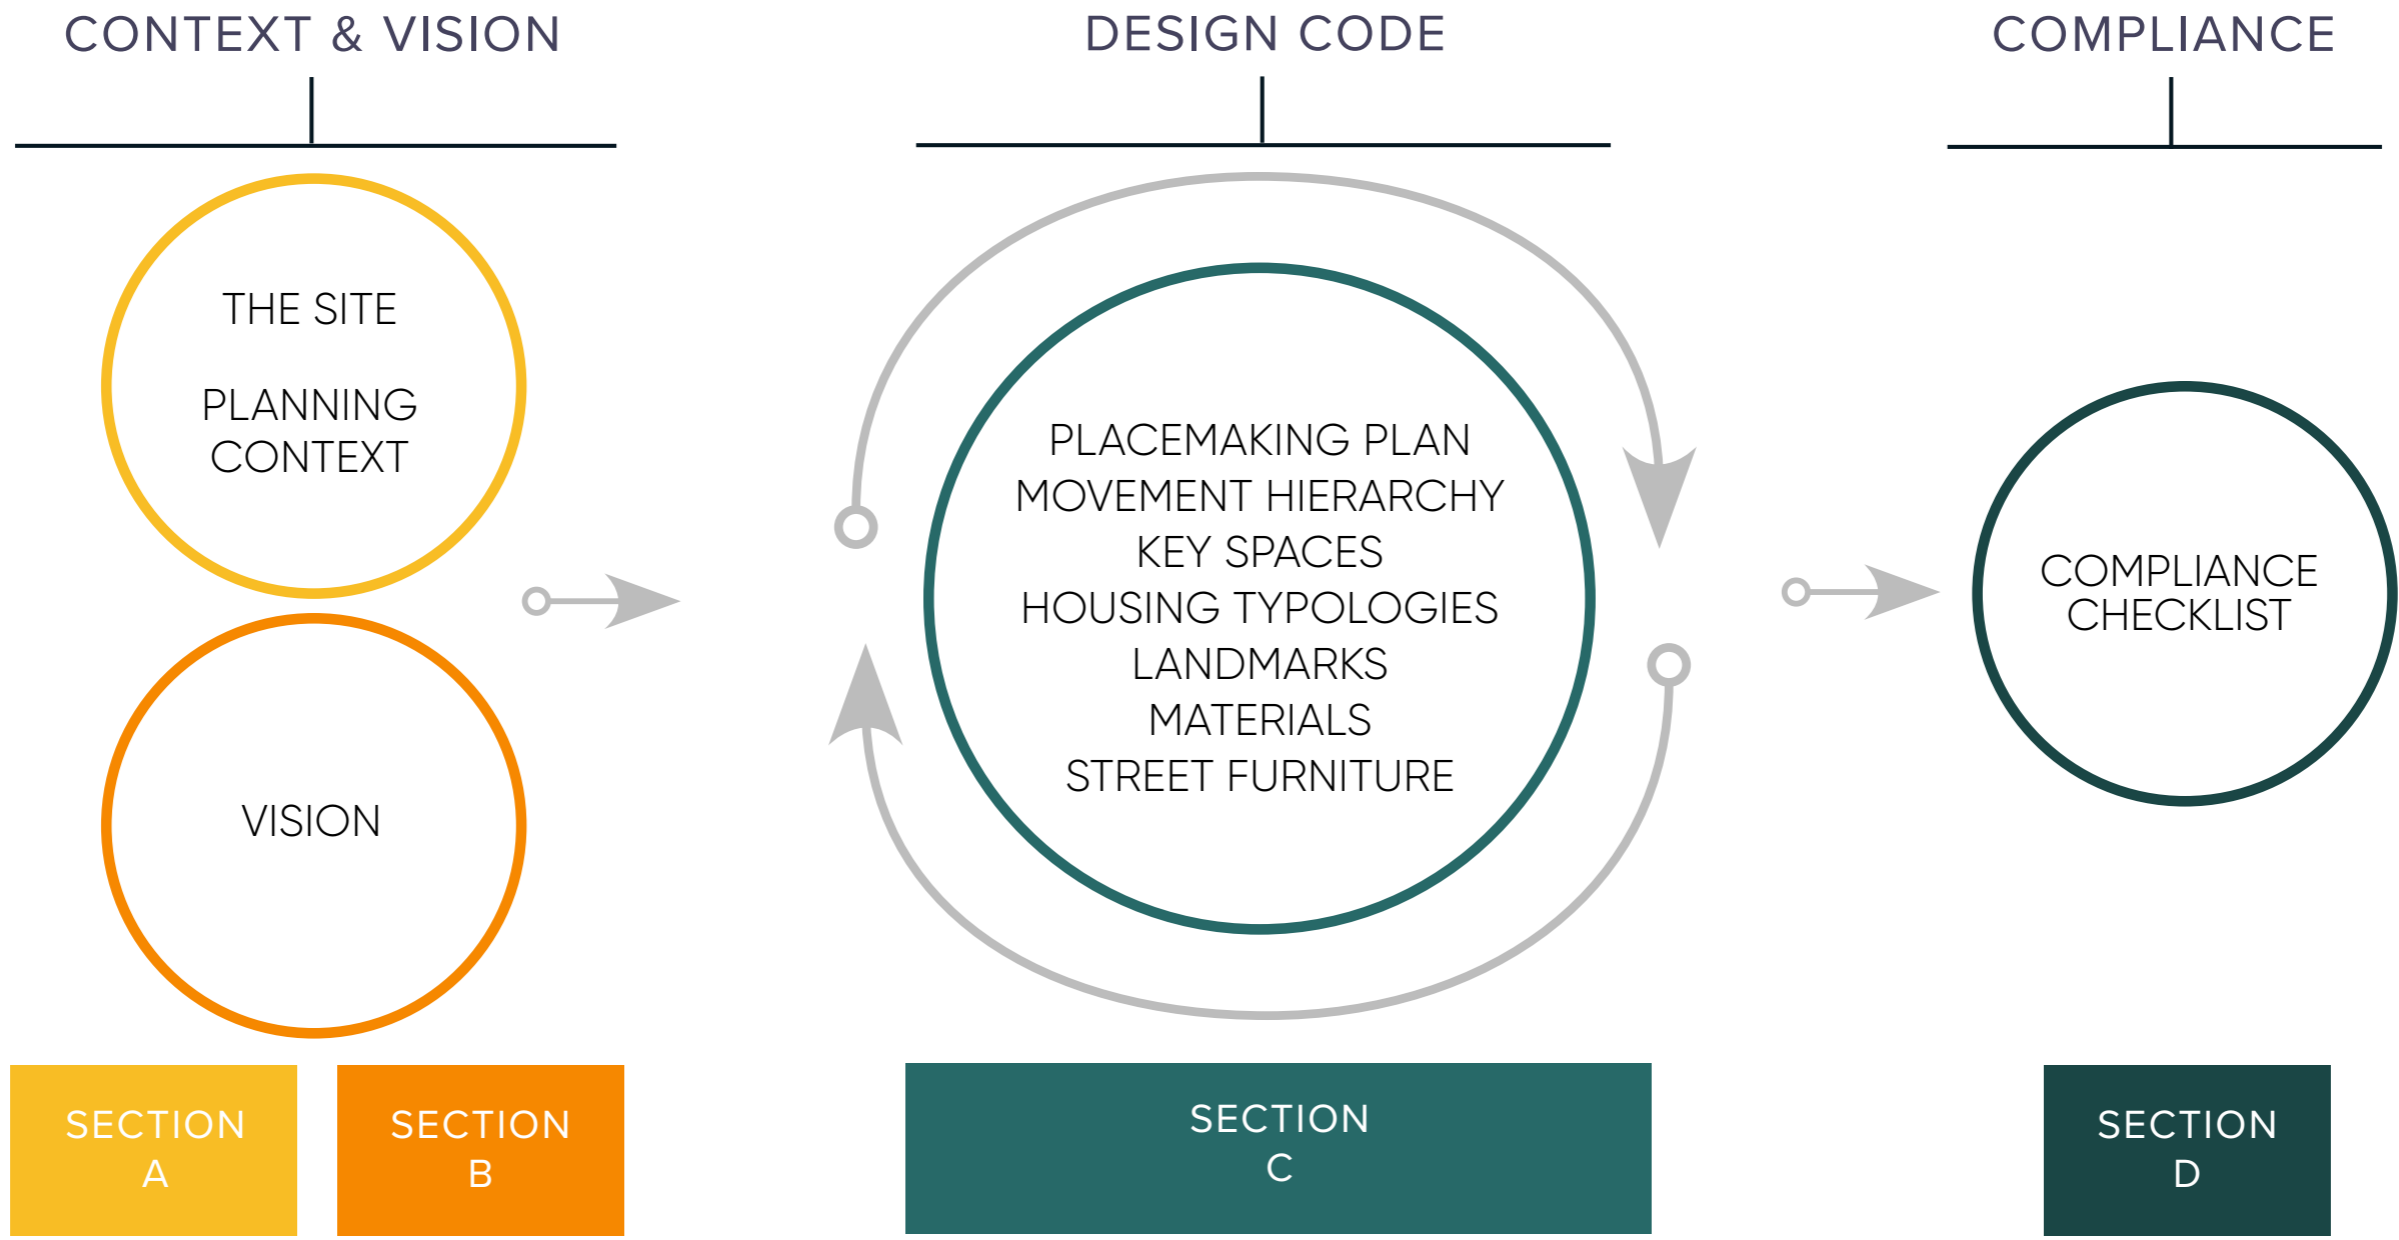 CONTEXT & VISION
THE SITE
PLANNING
CONTEXT
VISION
SECTION
A
SECTION
B
DESIGN CODE
PLACEMAKING PLAN
MOVEMENT HIERARCHY
KEY SPACES
HOUSING TYPOLOGIES
LANDMARKS
MATERIALS
STREET FURNITURE
SECTION
C
COMPLIANCE
COMPLIANCE
CHECKLIST
SECTION
D